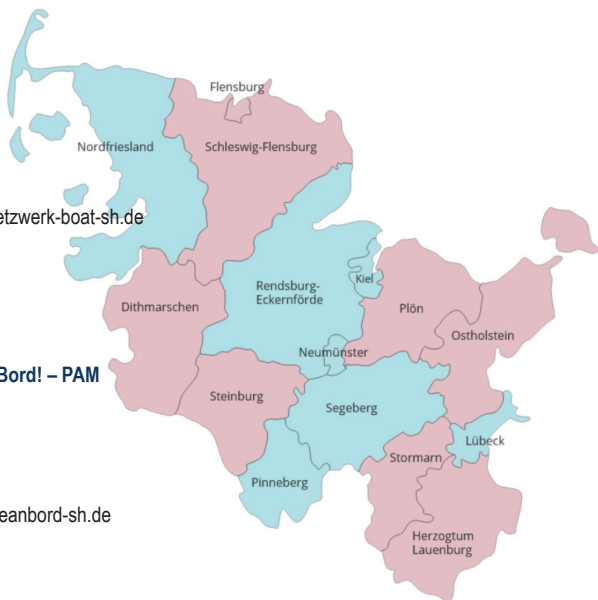 Flensburg
Nordfriesland
Schleswig-Flensburg
etzwerk-boat-sh.de
Rendsburg-
Eckernförde
Kiel
Dithmarschen
Plön
Ostholstein
Neumünster
Bord! – PAM
Steinburg
Segeberg
Lübeck
Stormarn
Pinneberg
eanbord-sh.de
Herzogtum
Lauenburg